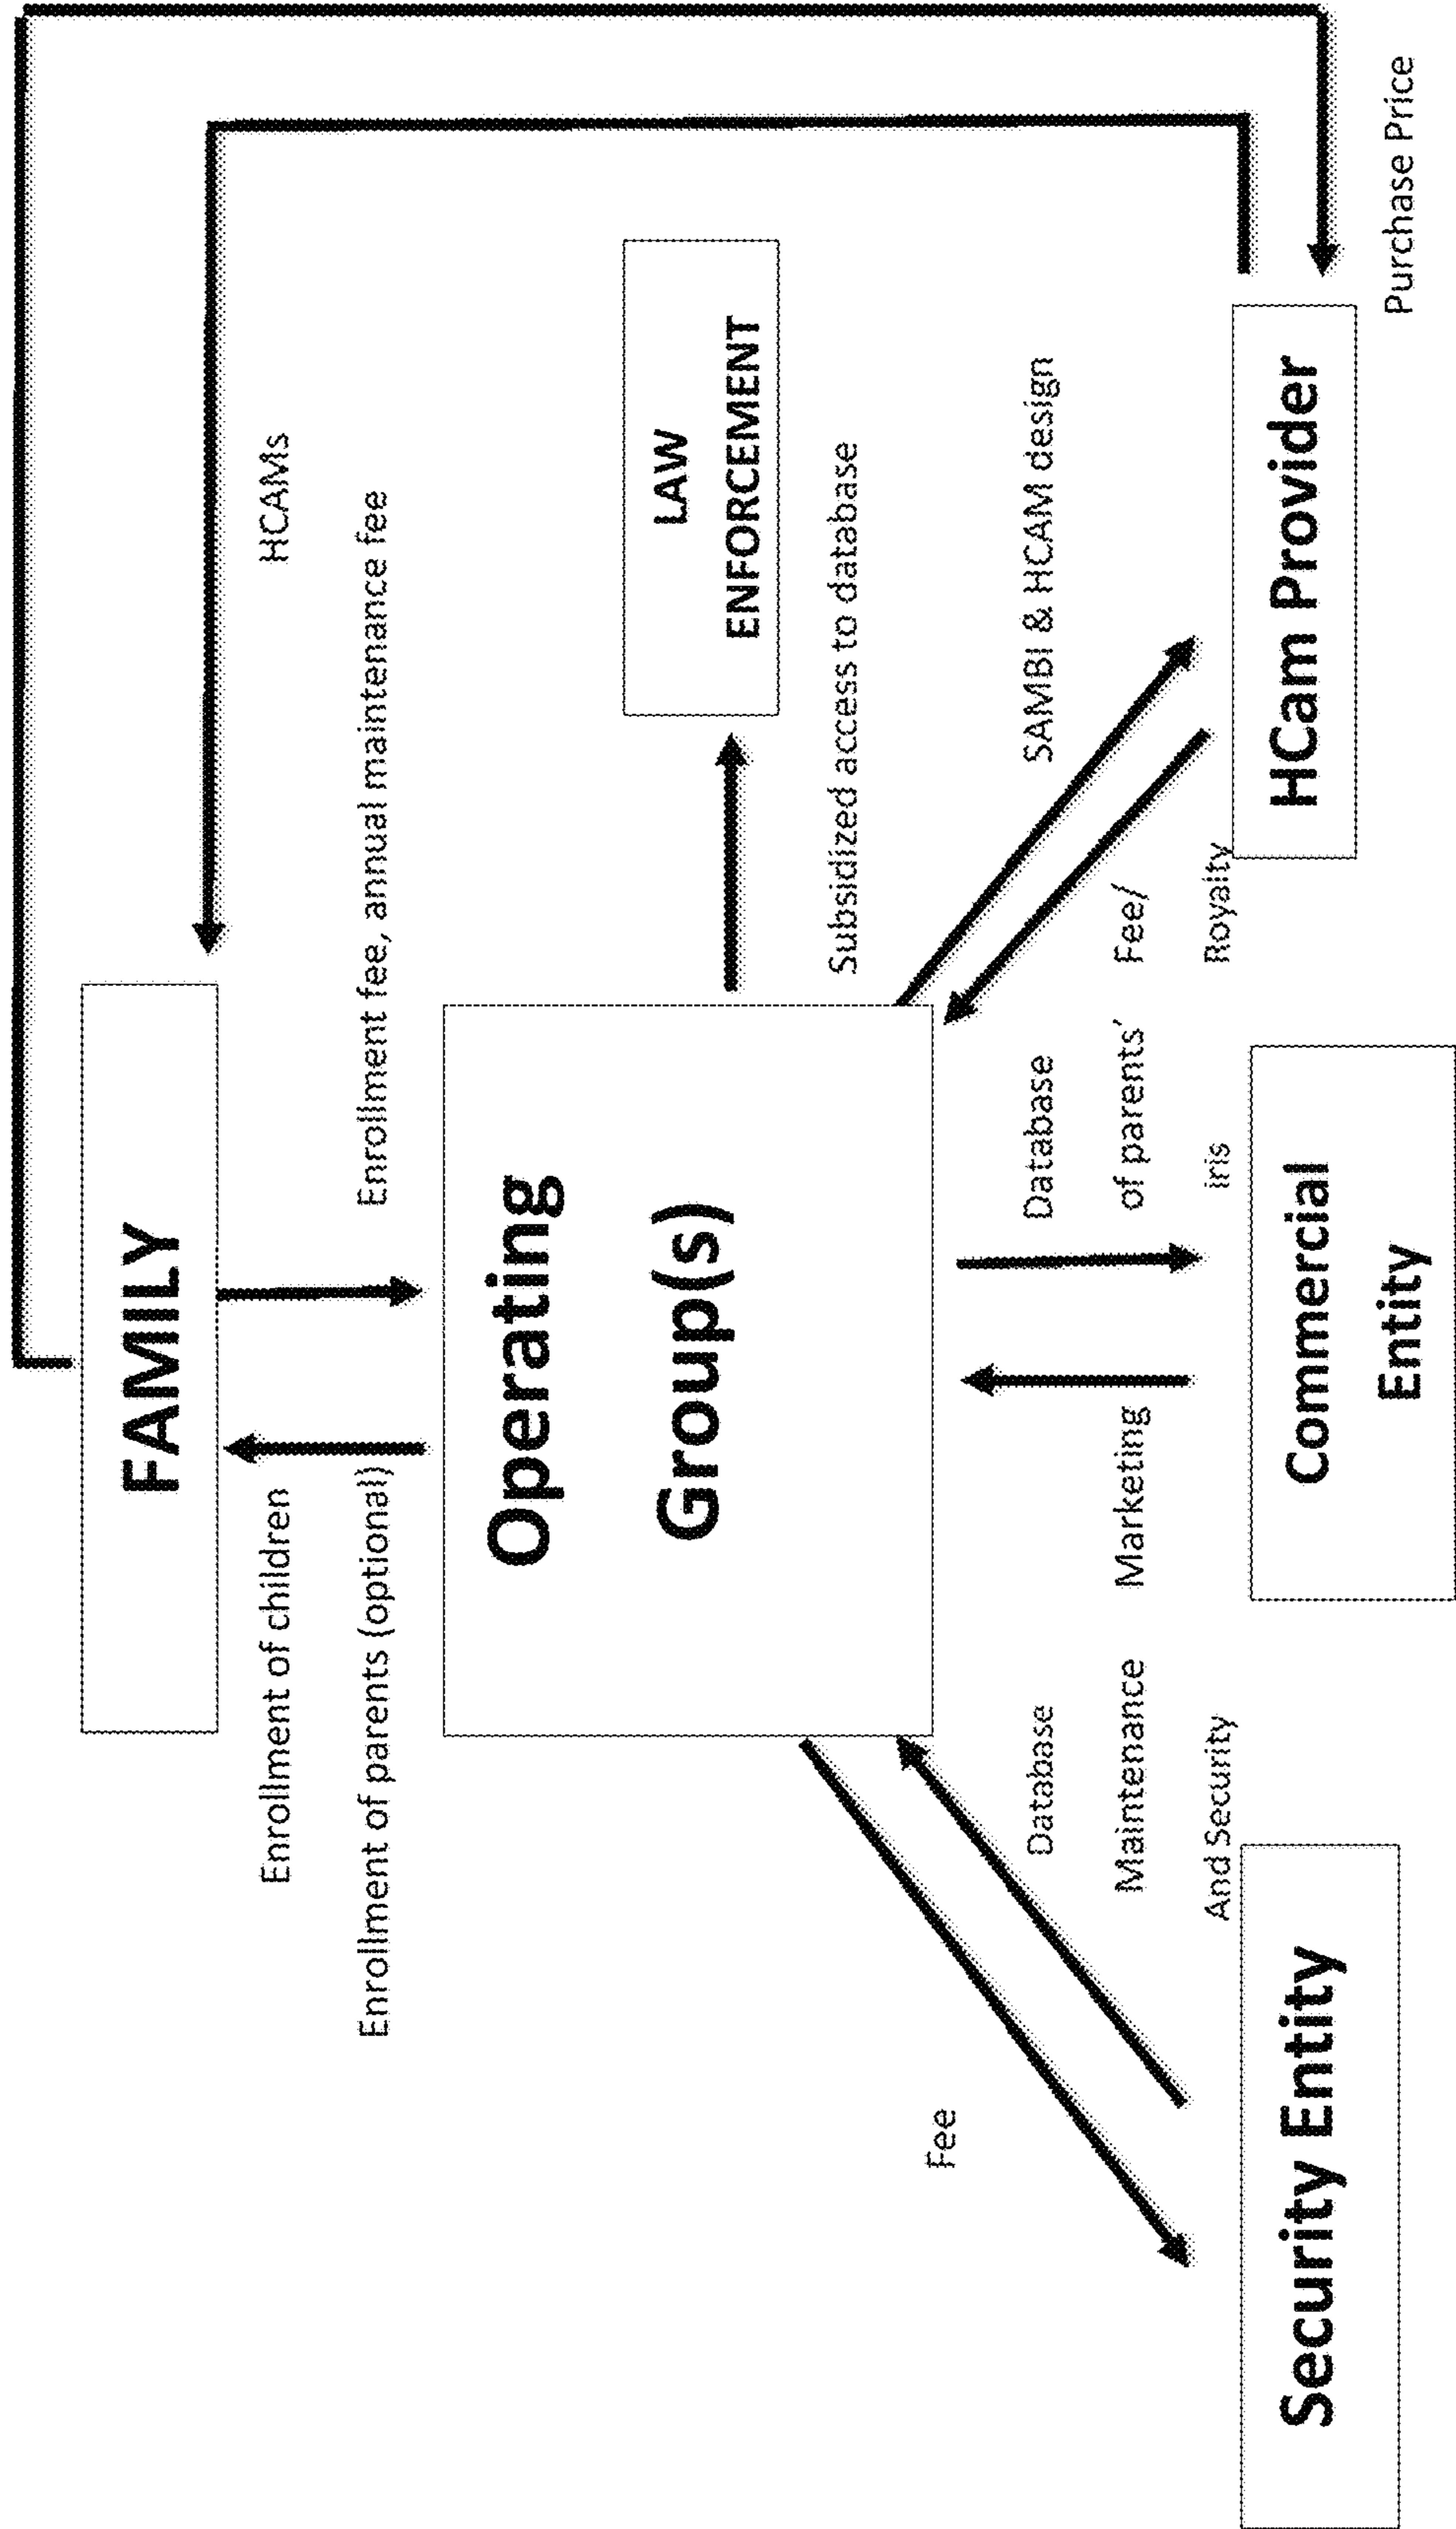 FAMILY
Enrollment of children
Enrollment of parents (optional)
HCAMs
Enrollment fee, annual maintenance fee
Operating
Group(s)
LAW
ENFORCEMENT
Subsidized access to database
Fee
Database
Maintenance
And Security
Marketing
Database
of parents'
iris
Fee/
Royalty
SAMBI & HCAM design
Security Entity
Commercial
Entity
HCam Provider
Purchase Price